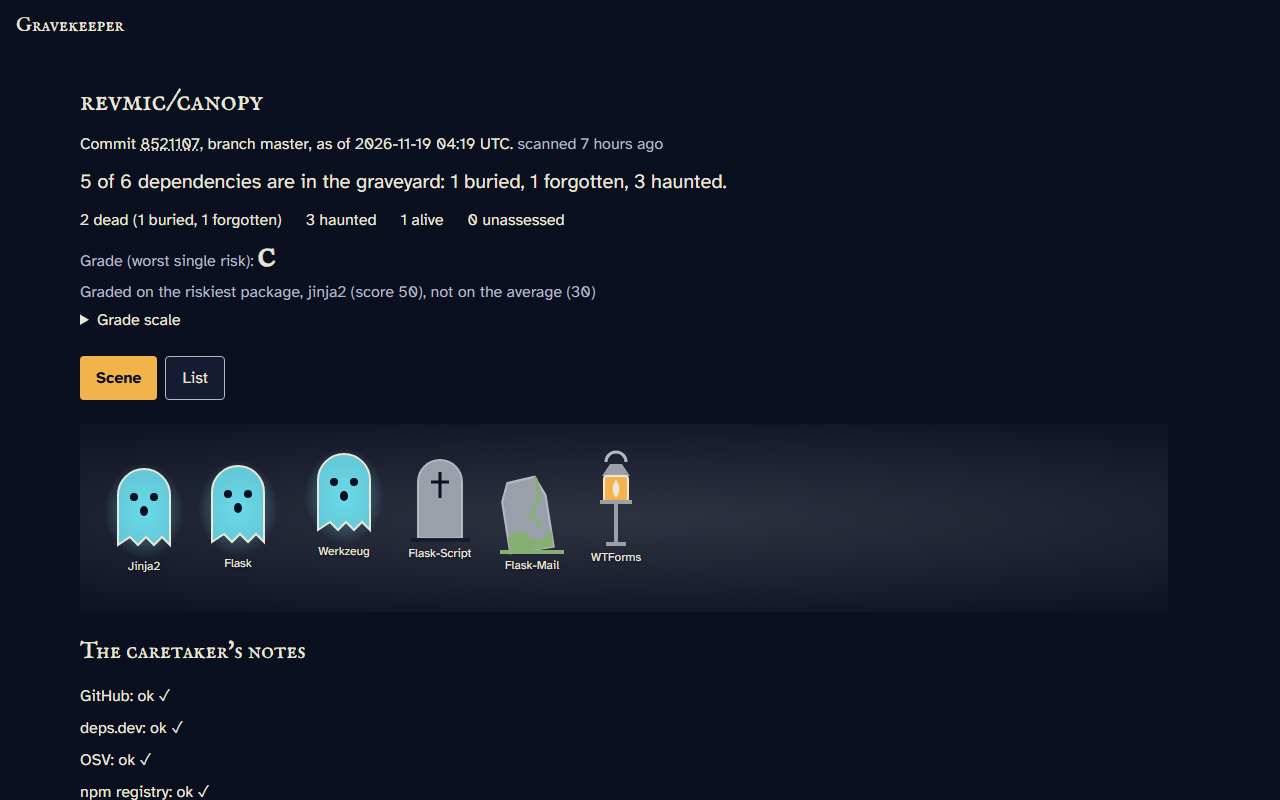 Gravekeeper
revmic/canopy
Commit 8521107, branch master, as of 2026-11-19 04:19 UTC. scanned 7 hours ago
5 of 6 dependencies are in the graveyard: 1 buried, 1 forgotten, 3 haunted.
2 dead (1 buried, 1 forgotten) 3 haunted 1 alive 0 unassessed
Grade (worst single risk): C
Graded on the riskiest package, jinja2 (score 50), not on the average (30)
▶ Grade scale
Scene List
Jinja2 Flask Werkzeug Flask-Script Flask-Mail WTForms
The caretaker's notes
GitHub: ok ✓
deps.dev: ok ✓
OSV: ok ✓
npm registry: ok ✓